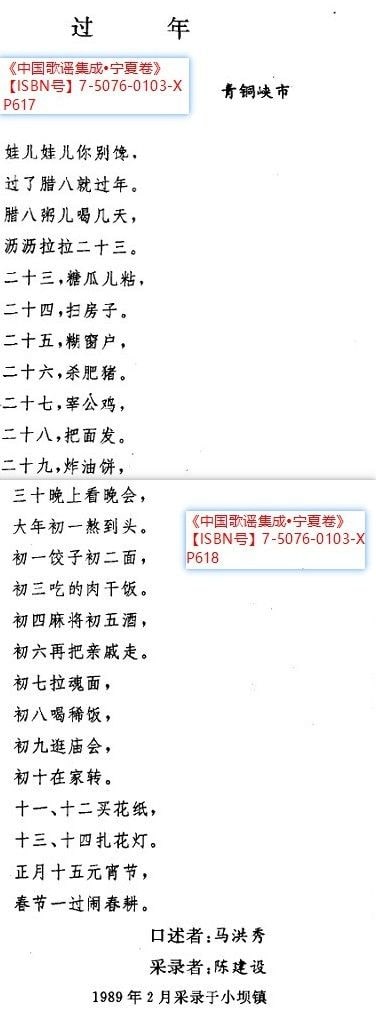 过 年
《中国歌谣集成•宁夏卷》
【ISBN号】7-5076-0103-X
P617
青铜峡市
娃儿娃儿你别馋，
过了腊八就过年。
腊八粥儿喝几天，
沥沥拉拉二十三。
二十三，糖瓜儿粘，
二十四，扫房子。
二十五，糊窗户，
二十六，杀肥猪。
二十七，宰公鸡，
二十八，把面发。
二十九，炸油饼，
三十晚上看晚会，
大年初一熬到头。
《中国歌谣集成•宁夏卷》
【ISBN号】7-5076-0103-X
P618
初一饺子初二面，
初三吃的肉干饭。
初四麻将初五酒，
初六再把亲戚走。
初七拉魂面，
初八喝稀饭，
初九逛庙会，
初十在家转。
十一、十二买花纸，
十三、十四扎花灯。
正月十五元宵节，
春节一过闹春耕。
口述者：马洪秀
采录者：陈建设
1989年2月采录于小坝镇